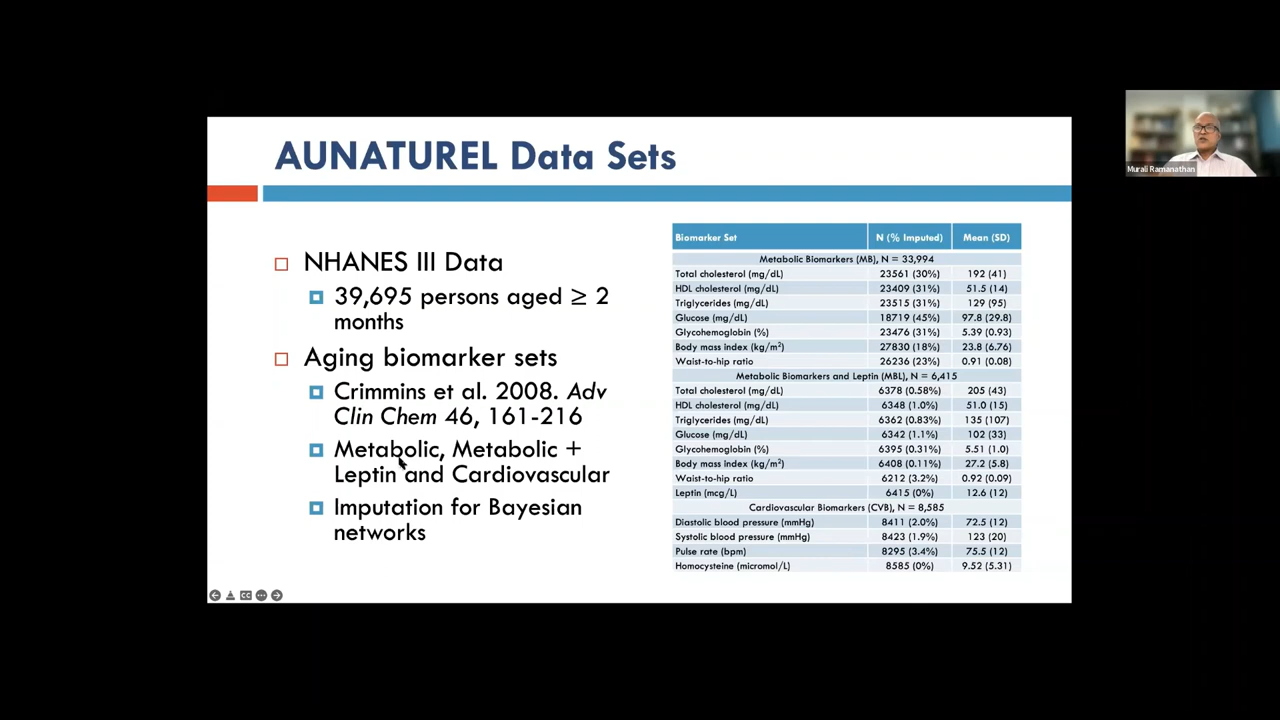 AUNATUREL Data Sets
NHANES III Data
39,695 persons aged ≥ 2
months
Aging biomarker sets
Crimmins et al. 2008. Adv
Clin Chem 46, 161-216
Metabolic, Metabolic +
Leptin and Cardiovascular
Imputation for Bayesian
networks
Biomarker Set N (% Imputed) Mean (SD)
Metabolic Biomarkers (MB), N = 33,994
Total cholesterol (mg/dL) 23561 (30%) 192 (41)
HDL cholesterol (mg/dL) 23409 (31%) 51.5 (14)
Triglycerides (mg/dL) 23515 (31%) 129 (95)
Glucose (mg/dL) 18719 (45%) 97.8 (29.8)
Glycohemoglobin (%) 23476 (31%) 5.39 (0.93)
Body mass index (kg/m²) 27830 (18%) 23.8 (6.76)
Waist-to-hip ratio 26236 (23%) 0.91 (0.08)
Metabolic Biomarkers and Leptin (MBL), N = 6,415
Total cholesterol (mg/dL) 6378 (0.58%) 205 (43)
HDL cholesterol (mg/dL) 6348 (1.0%) 51.0 (15)
Triglycerides (mg/dL) 6362 (0.83%) 135 (107)
Glucose (mg/dL) 6342 (1.1%) 102 (33)
Glycohemoglobin (%) 6395 (0.31%) 5.51 (1.0)
Body mass index (kg/m²) 6408 (0.11%) 27.2 (5.8)
Waist-to-hip ratio 6212 (3.2%) 0.92 (0.09)
Leptin (mcg/L) 6415 (0%) 12.6 (12)
Cardiovascular Biomarkers (CVB), N = 8,585
Diastolic blood pressure (mmHg) 8411 (2.0%) 72.5 (12)
Systolic blood pressure (mmHg) 8423 (1.9%) 123 (20)
Pulse rate (bpm) 8295 (3.4%) 75.5 (12)
Homocysteine (micromol/L) 8585 (0%) 9.52 (5.31)
CC
Murali Ramanathan